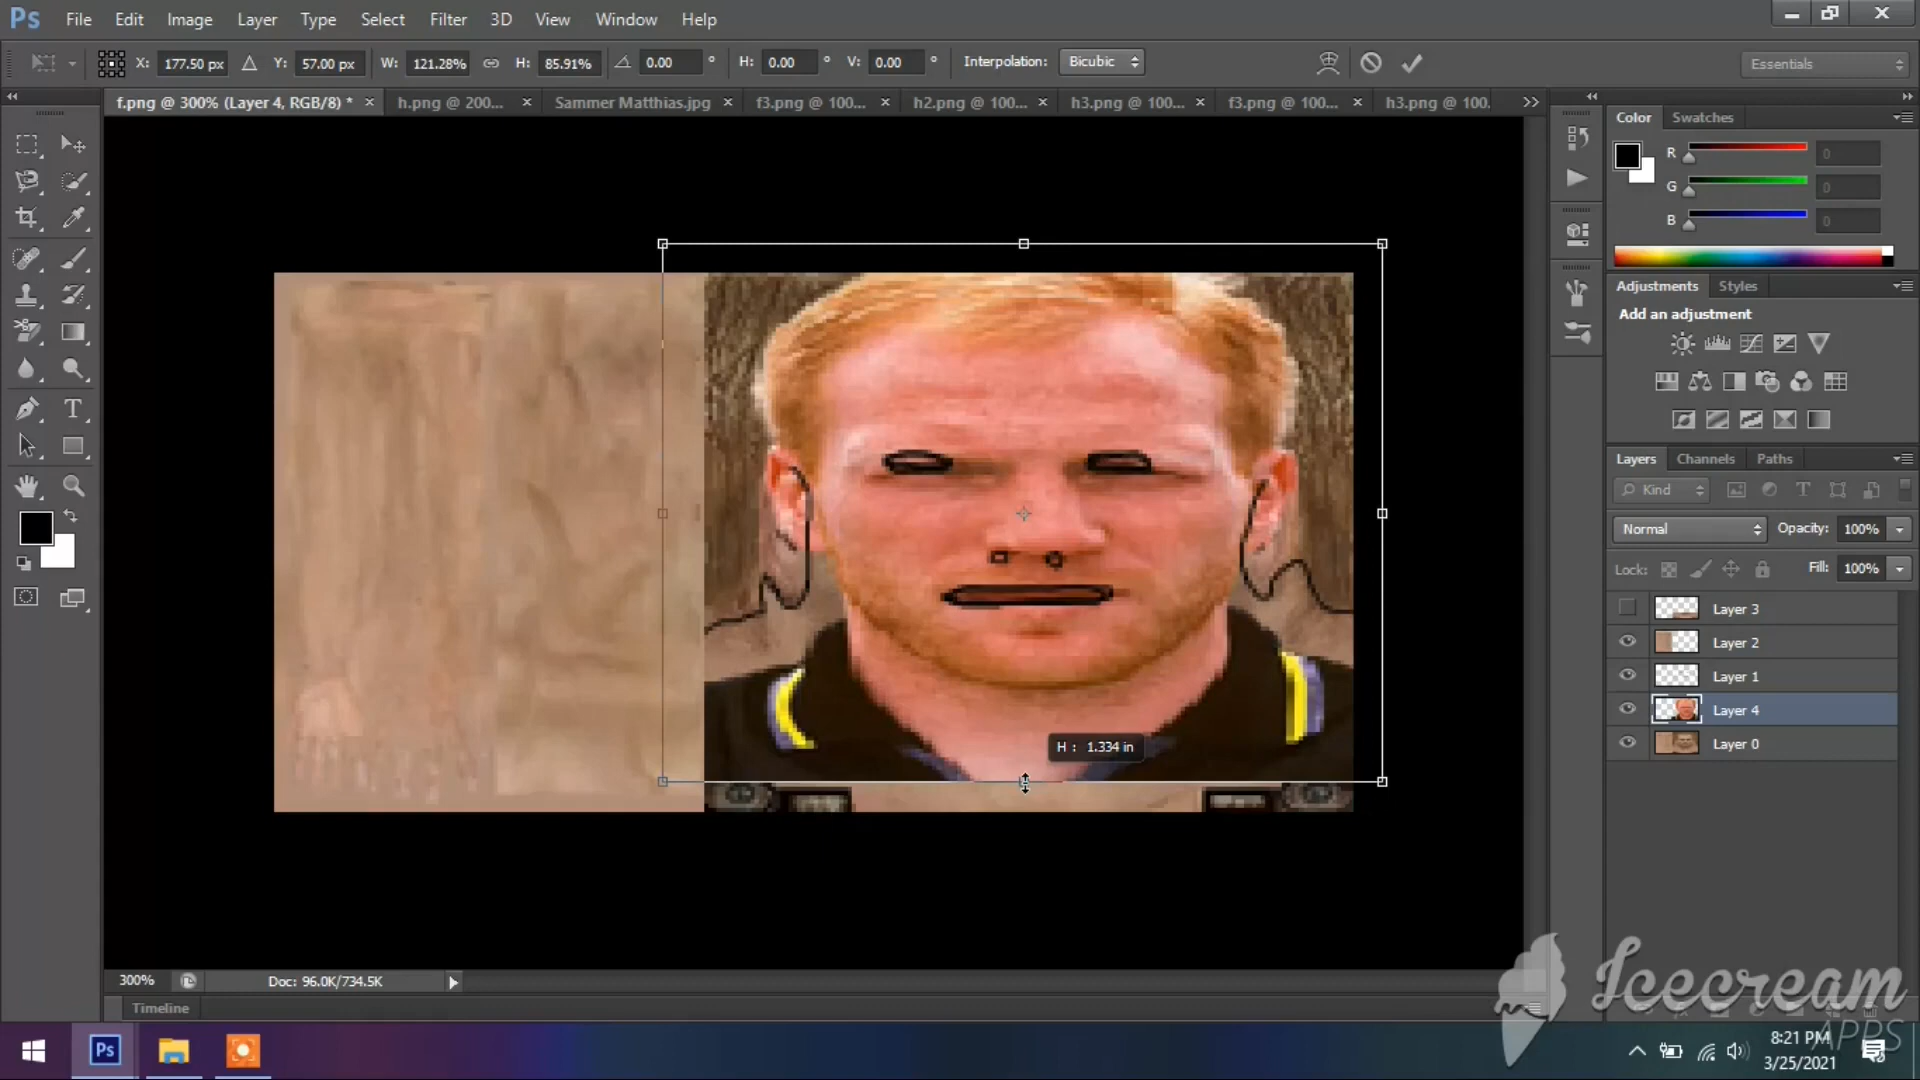 Ps File Edit Image Layer Type Select Filter 3D View Window Help
X: 177.50 px Y: 57.00 px W: 121.28% H: 85.91% 0.00 ° H: 0.00 ° V: 0.00 ° Interpolation: Bicubic Essentials
f.png @ 300% (Layer 4, RGB/8) * × h.png @ 200... × Sammer Matthias.jpg × f3.png @ 100... × h2.png @ 100... × h3.png @ 100... × f3.png @ 100... × h3.png @ 100.
Color Swatches
R 0
G 0
B 0
Adjustments Styles
Add an adjustment
Layers Channels Paths
Kind
Normal Opacity: 100%
Lock: Fill: 100%
Layer 3
Layer 2
Layer 1
Layer 4
Layer 0
H : 1.334 in
300% Doc: 96.0K/734.5K
Timeline
Icecream
APPS
Ps
8:21 PM
3/25/2021